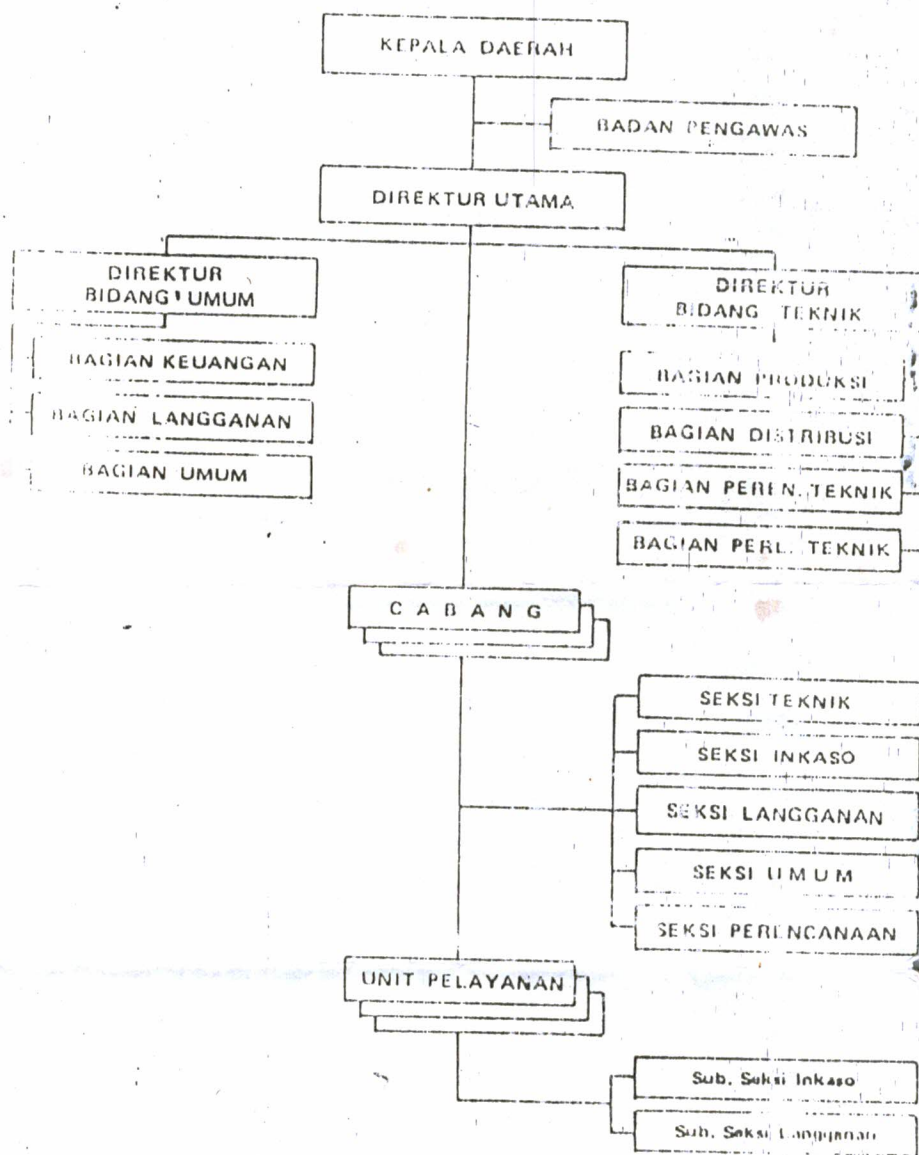 KEPALA DAERAH
BADAN PENGAWAS
DIREKTUR UTAMA
DIREKTUR
BIDANG UMUM
BAGIAN KEUANGAN
BAGIAN LANGGANAN
BAGIAN UMUM
DIREKTUR
BIDANG TEKNIK
BAGIAN PRODUKSI
BAGIAN DISTRIBUSI
BAGIAN PEREN. TEKNIK
BAGIAN PERL. TEKNIK
CABANG
SEKSI TEKNIK
SEKSI INKASO
SEKSI LANGGANAN
SEKSI UMUM
SEKSI PERENCANAAN
UNIT PELAYANAN
Sub. Seksi Inkaso
Sub. Seksi Langganan